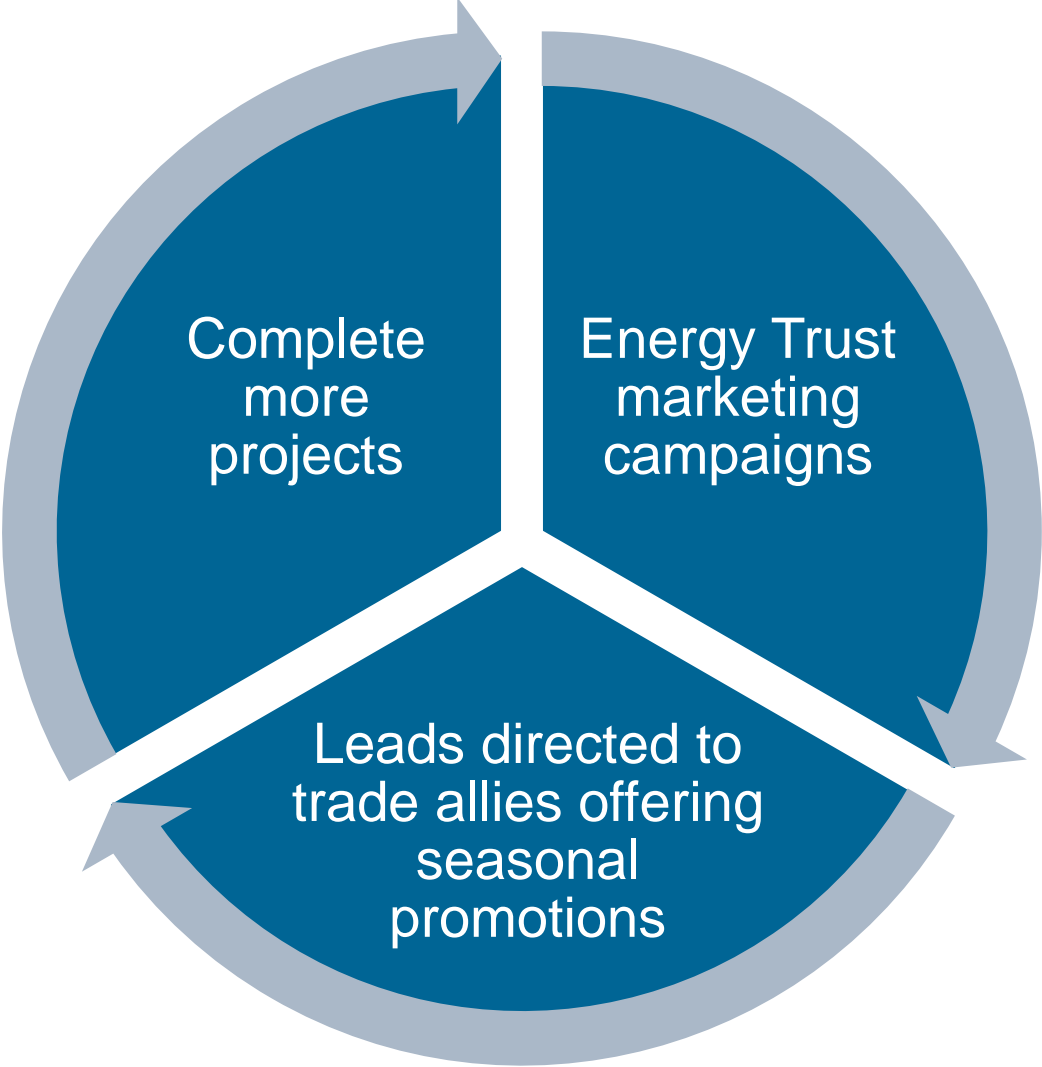 Complete
more
projects
Energy Trust
marketing
campaigns
Leads directed to
trade allies offering
seasonal
promotions